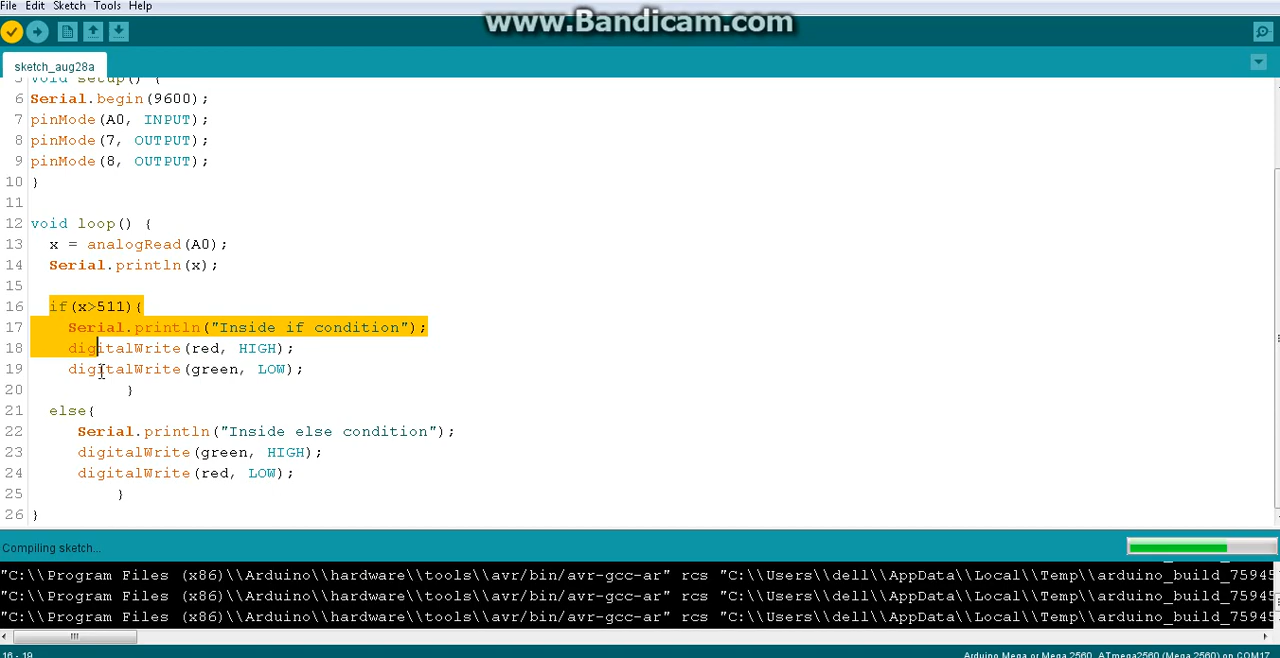 File Edit Sketch Tools Help
www.Bandicam.com
sketch_aug28a
5 void setup() {
6 Serial.begin(9600);
7 pinMode(A0, INPUT);
8 pinMode(7, OUTPUT);
9 pinMode(8, OUTPUT);
10 }
11
12 void loop() {
13 x = analogRead(A0);
14 Serial.println(x);
15
16 if(x>511){
17 Serial.println("Inside if condition");
18 digitalWrite(red, HIGH);
19 digitalWrite(green, LOW);
20 }
21 else{
22 Serial.println("Inside else condition");
23 digitalWrite(green, HIGH);
24 digitalWrite(red, LOW);
25 }
26 }
Compiling sketch...
"C:\\Program Files (x86)\\Arduino\\hardware\\tools\\avr/bin/avr-gcc-ar" rcs "C:\\Users\\dell\\AppData\\Local\\Temp\\arduino_build_75945
"C:\\Program Files (x86)\\Arduino\\hardware\\tools\\avr/bin/avr-gcc-ar" rcs "C:\\Users\\dell\\AppData\\Local\\Temp\\arduino_build_75945
"C:\\Program Files (x86)\\Arduino\\hardware\\tools\\avr/bin/avr-gcc-ar" rcs "C:\\Users\\dell\\AppData\\Local\\Temp\\arduino_build_75945
16 - 19 Arduino Mega or Mega 2560, ATmega2560 (Mega 2560) on COM17